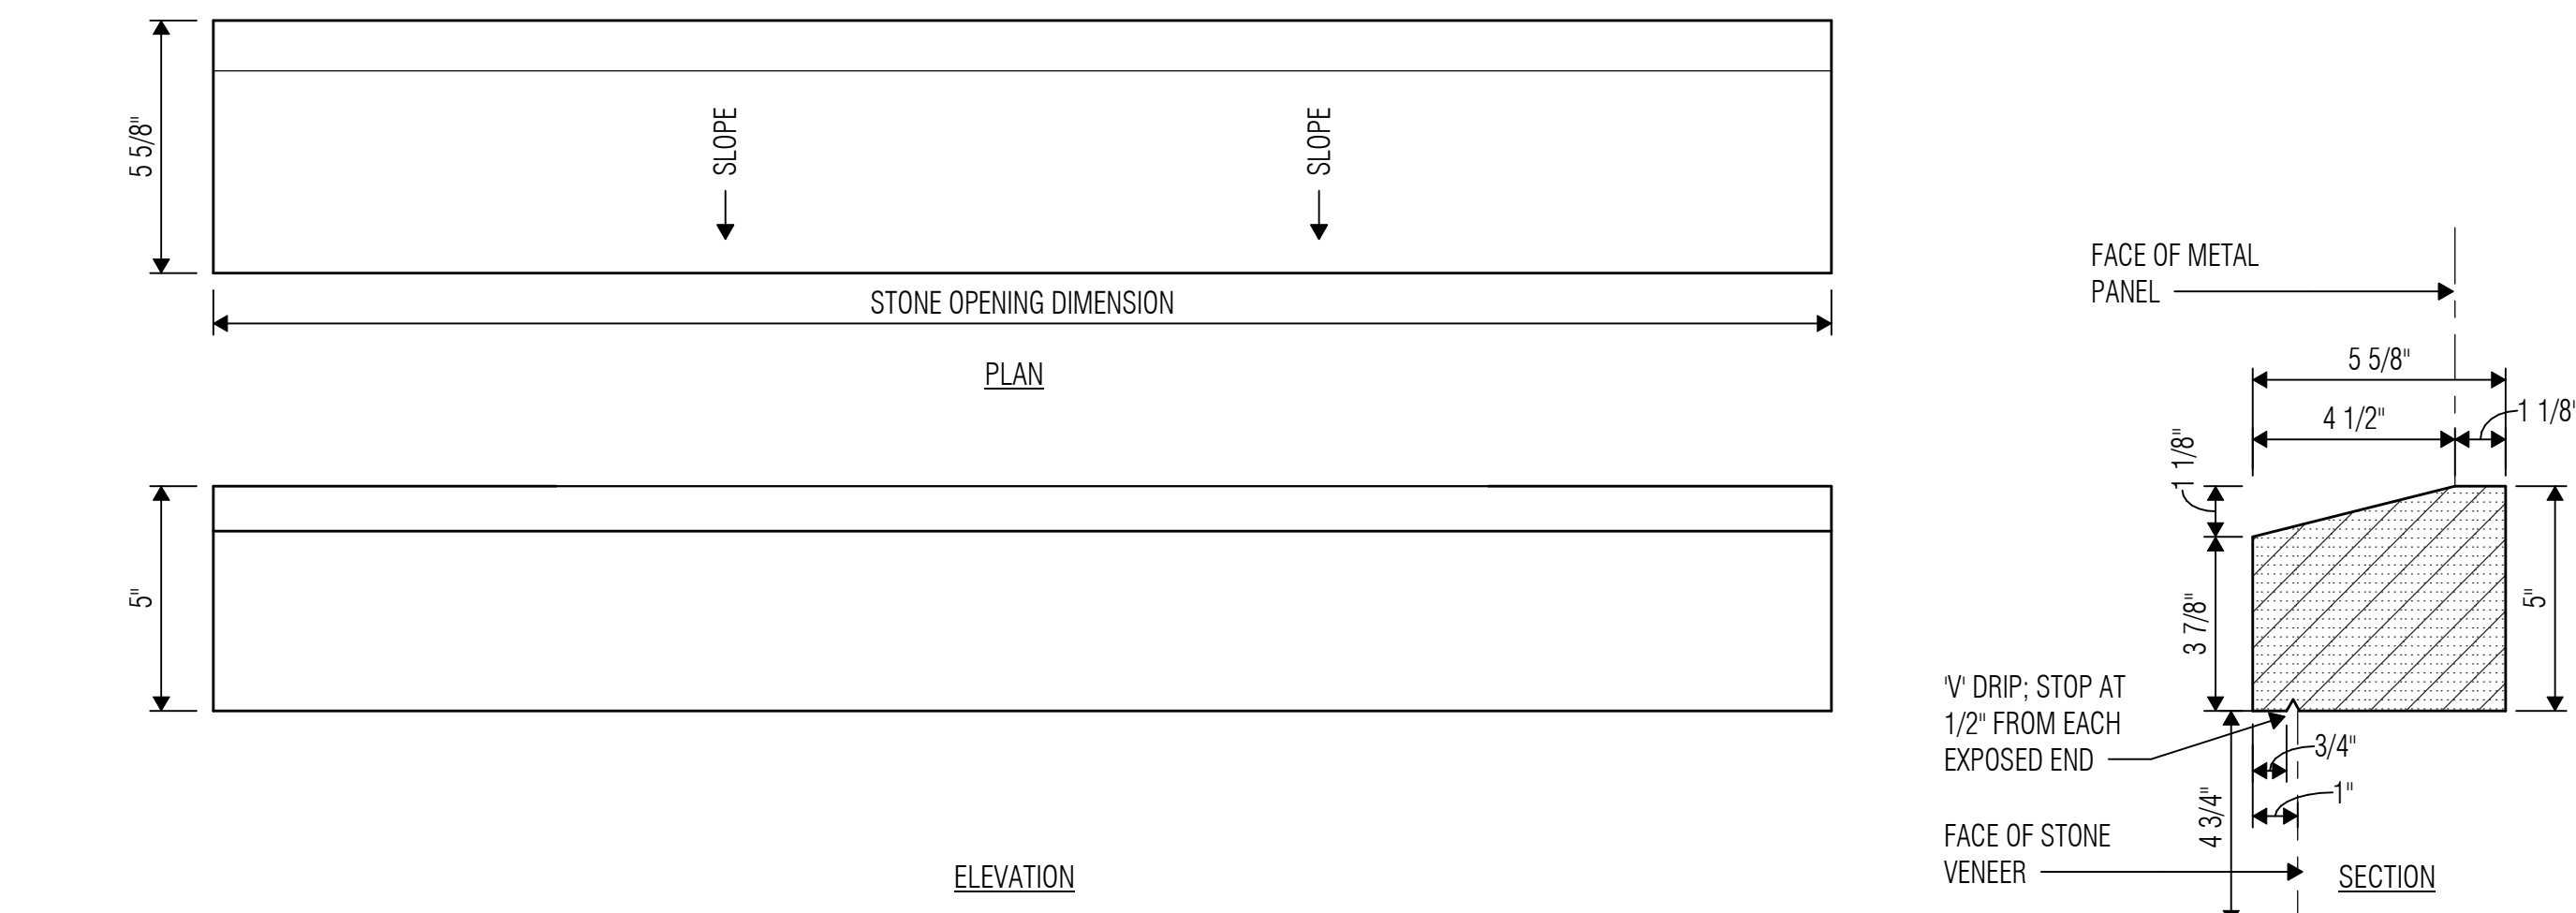 5 5/8"
SLOPE
SLOPE
STONE OPENING DIMENSION
PLAN
5"
ELEVATION
FACE OF METAL
PANEL
5 5/8"
4 1/2"
1 1/8"
1 1/8"
3 7/8"
5"
'V' DRIP; STOP AT
1/2" FROM EACH
EXPOSED END
3/4"
1"
4 3/4"
FACE OF STONE
VENEER
SECTION